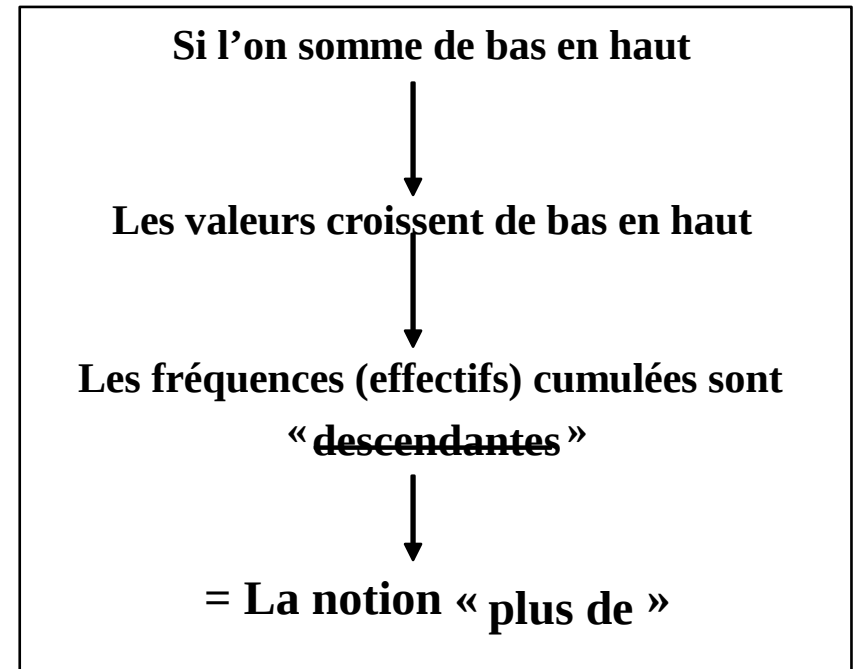 Si l’on somme de bas en haut
Les valeurs croissent de bas en haut
Les fréquences (effectifs) cumulées sont
« descendantes »
= La notion « plus de »